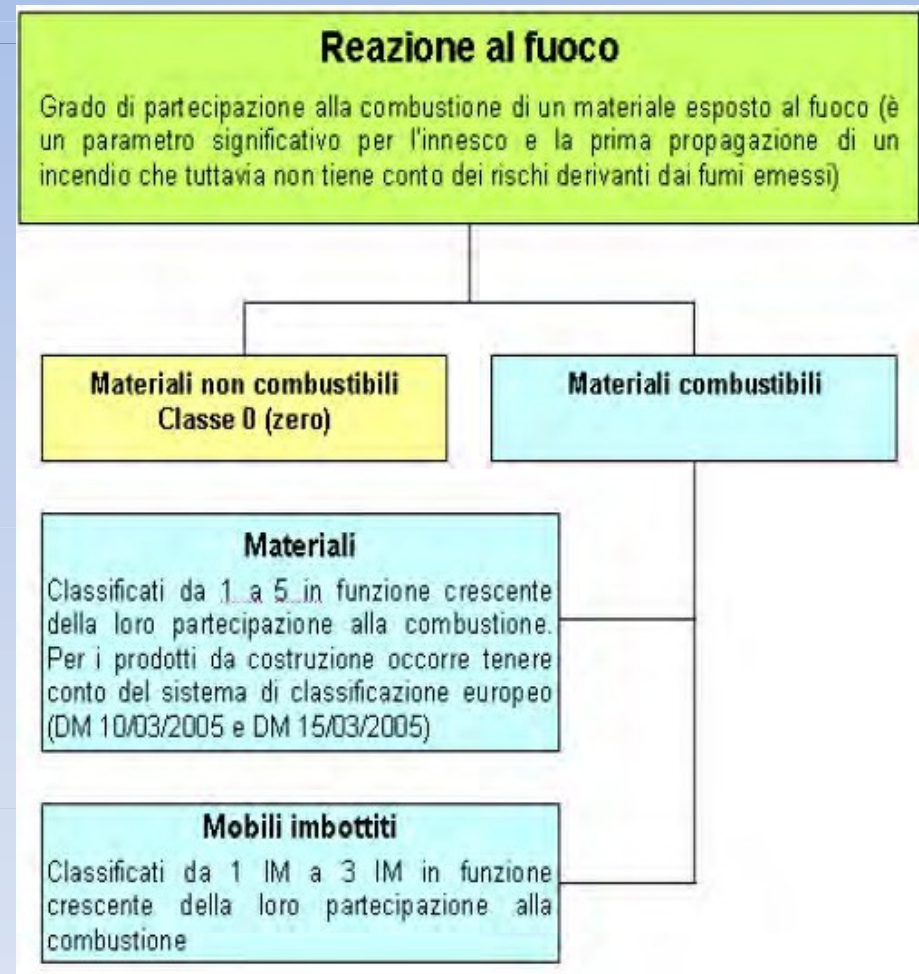 Reazione al fuoco
Grado di partecipazione alla combustione di un materiale esposto al fuoco (è
un parametro significativo per l'innesco e la prima propagazione di un
incendio che tuttavia non tiene conto dei rischi derivanti dai fumi emessi)
Materiali non combustibili
Classe 0 (zero)
Materiali combustibili
Materiali
Classificati da 1 a 5 in funzione crescente
della loro partecipazione alla combustione.
Per i prodotti da costruzione occorre tenere
conto del sistema di classificazione europeo
(DM 10/03/2005 e DM 15/03/2005)
Mobili imbottiti
Classificati da 1 IM a 3 IM in funzione
crescente della loro partecipazione alla
combustione